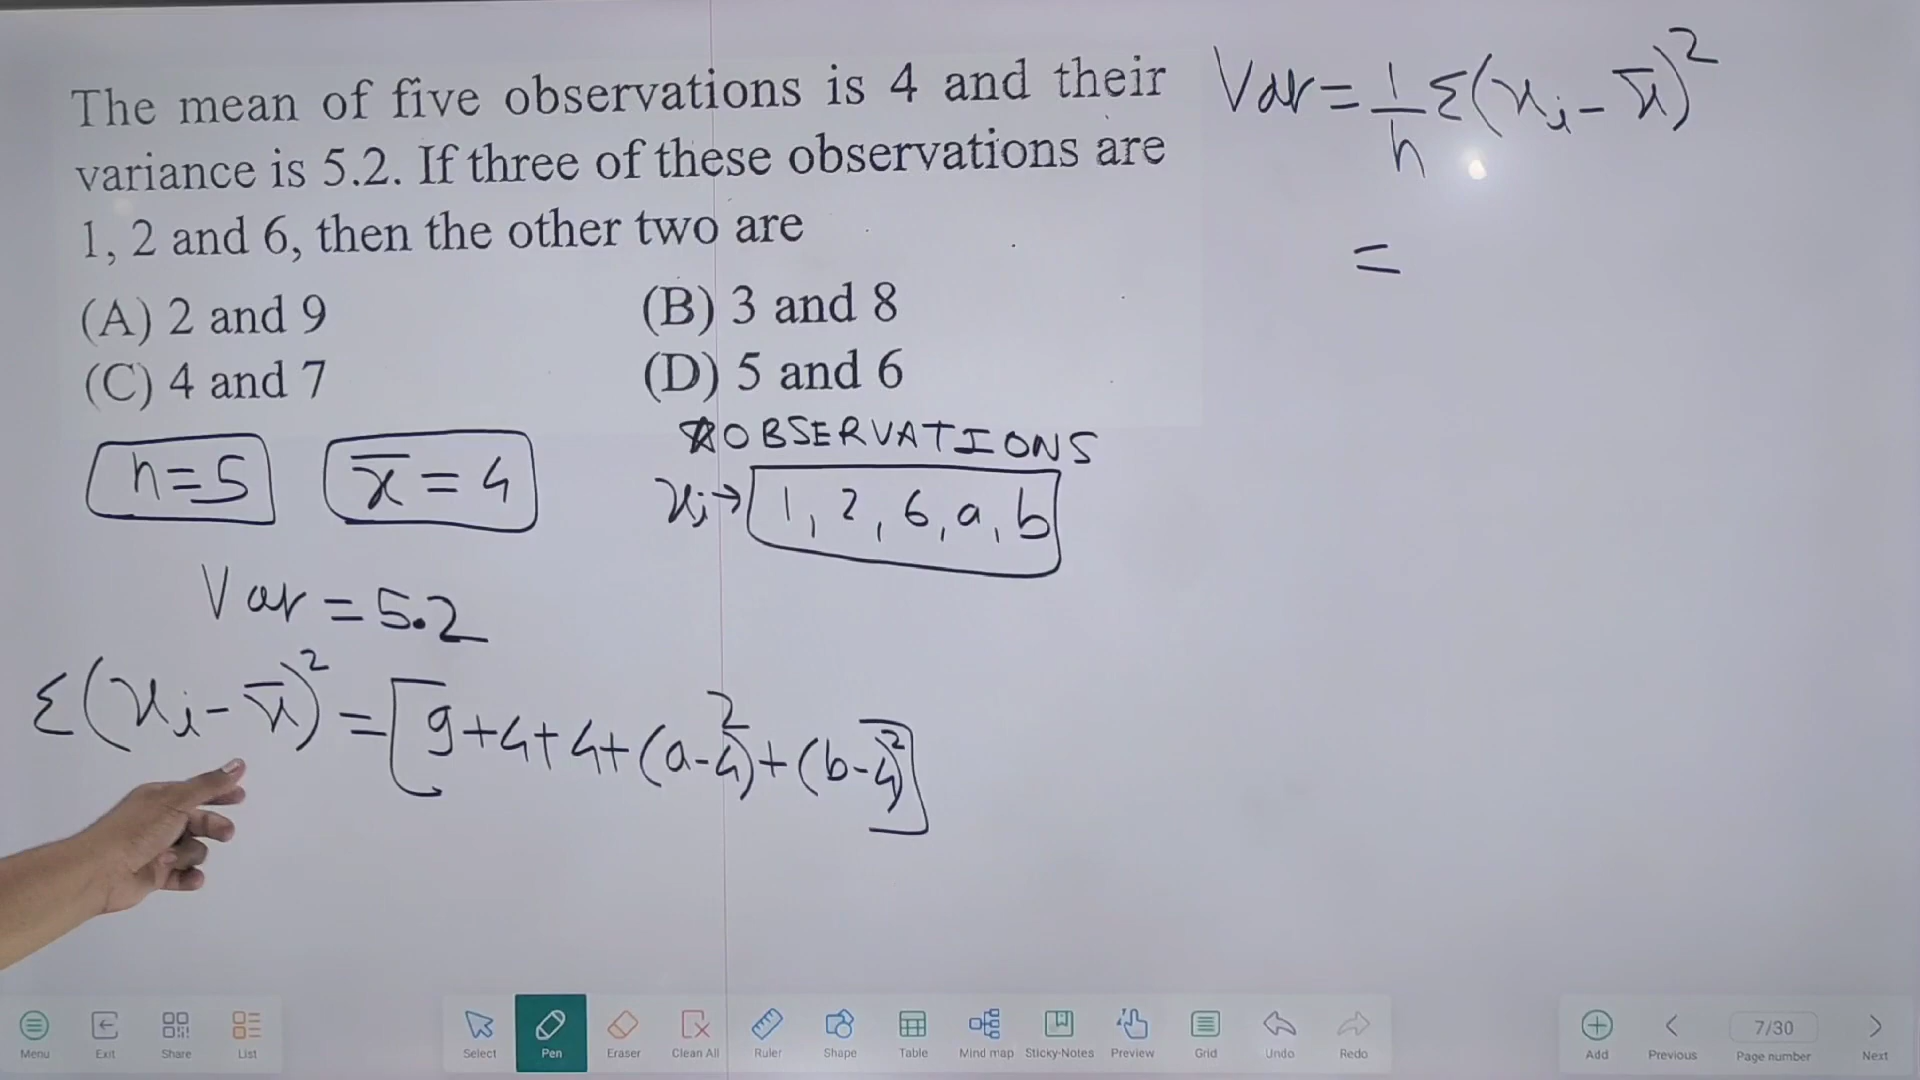 The mean of five observations is 4 and their
variance is 5.2. If three of these observations are
1, 2 and 6, then the other two are
(A) 2 and 9
(B) 3 and 8
(C) 4 and 7
(D) 5 and 6
Var = 1/n Σ(xi - x̄)²
=
n=5
x̄ = 4
OBSERVATIONS
xi → 1, 2, 6, a, b
Var = 5.2
Σ(xi - x̄)² = [9+4+4+(a-4)²+(b-4)²]
Menu
Exit
Share
List
Select
Pen
Eraser
Clean All
Ruler
Shape
Table
Mind map
Sticky-Notes
Preview
Grid
Undo
Redo
Add
Previous
7/30
Page number
Next